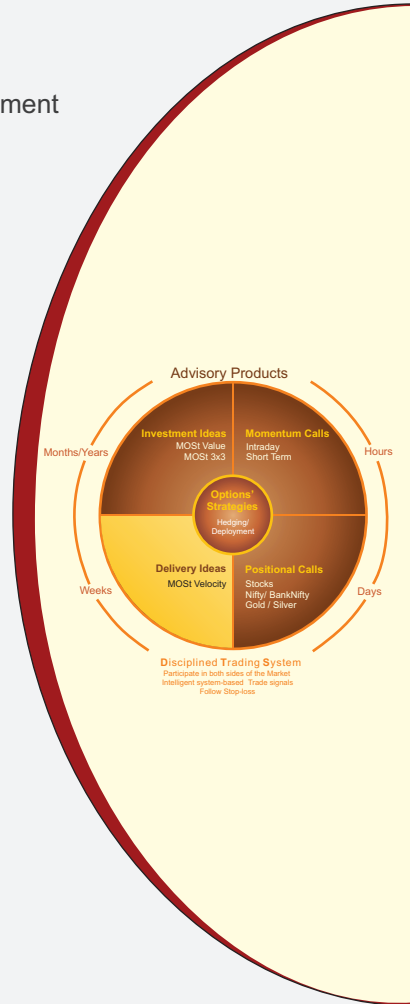 ment
Advisory Products
Months/Years
Hours
Investment Ideas
MOSt Value
MOSt 3x3
Momentum Calls
Intraday
Short Term
Options'
Strategies
Hedging/
Deployment
Delivery Ideas
MOSt Velocity
Positional Calls
Stocks
Nifty/ BankNifty
Gold / Silver
Weeks
Days
Disciplined Trading System
Participate in both sides of the Market
Intelligent system-based Trade signals
Follow Stop-loss